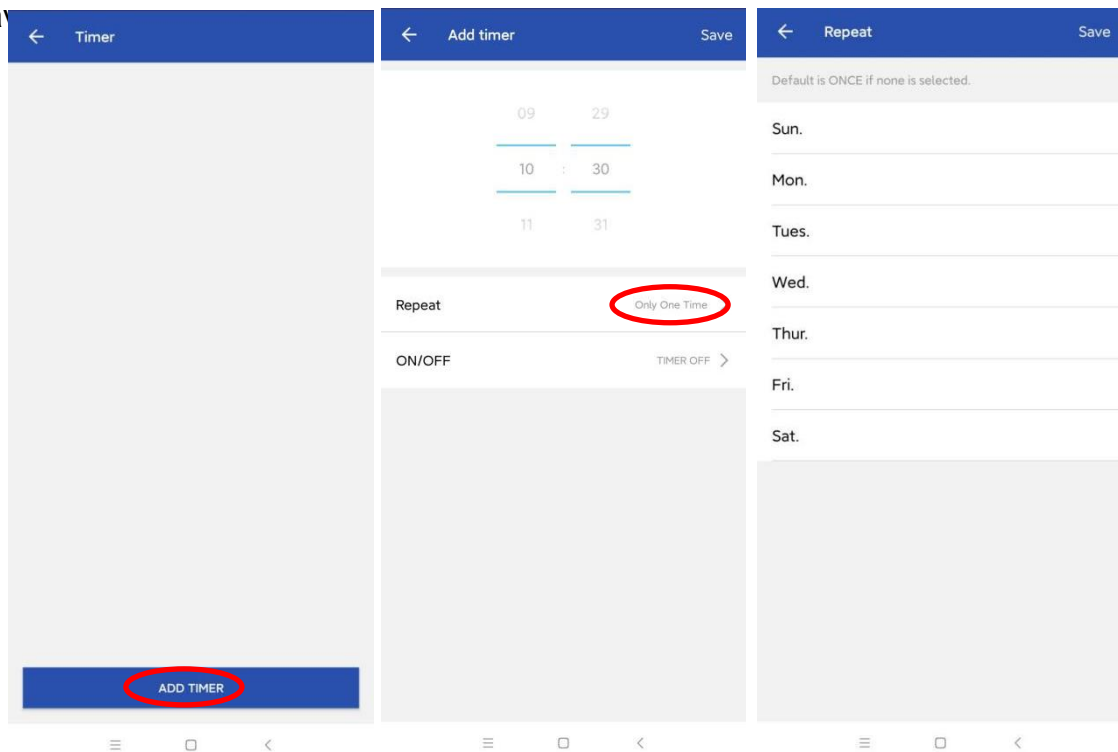 Timer
ADD TIMER
Add timer Save
09 29
10 : 30
11 31
Repeat Only One Time
ON/OFF TIMER OFF
Repeat Save
Default is ONCE if none is selected.
Sun.
Mon.
Tues.
Wed.
Thur.
Fri.
Sat.